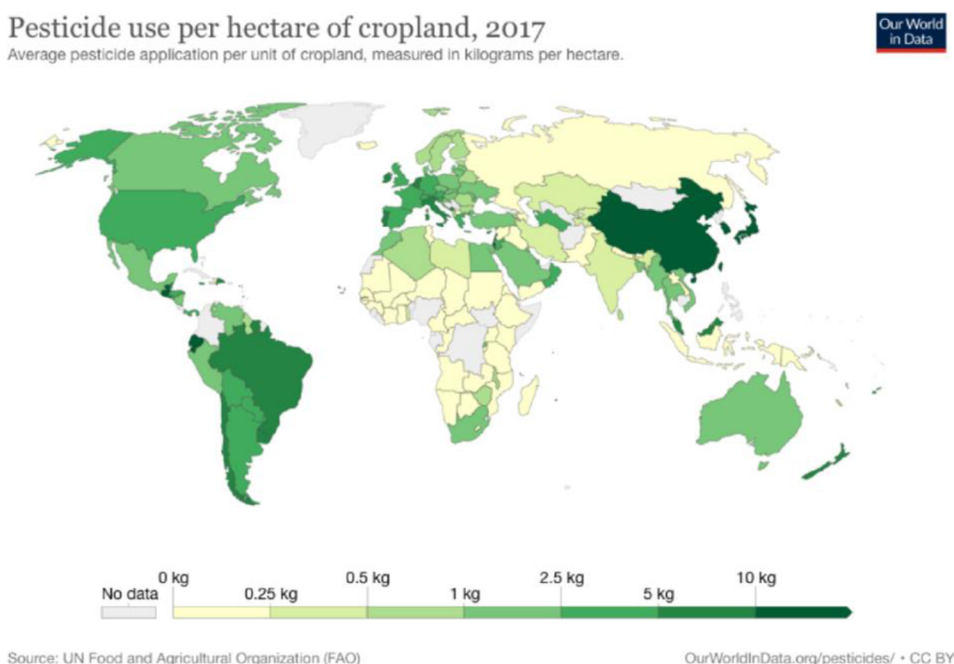 Pesticide use per hectare of cropland, 2017
Our World
in Data
Average pesticide application per unit of cropland, measured in kilograms per hectare.
0 kg 0.5 kg 2.5 kg 10 kg
No data 0.25 kg 1 kg 5 kg
Source: UN Food and Agricultural Organization (FAO) OurWorldInData.org/pesticides/ • CC BY